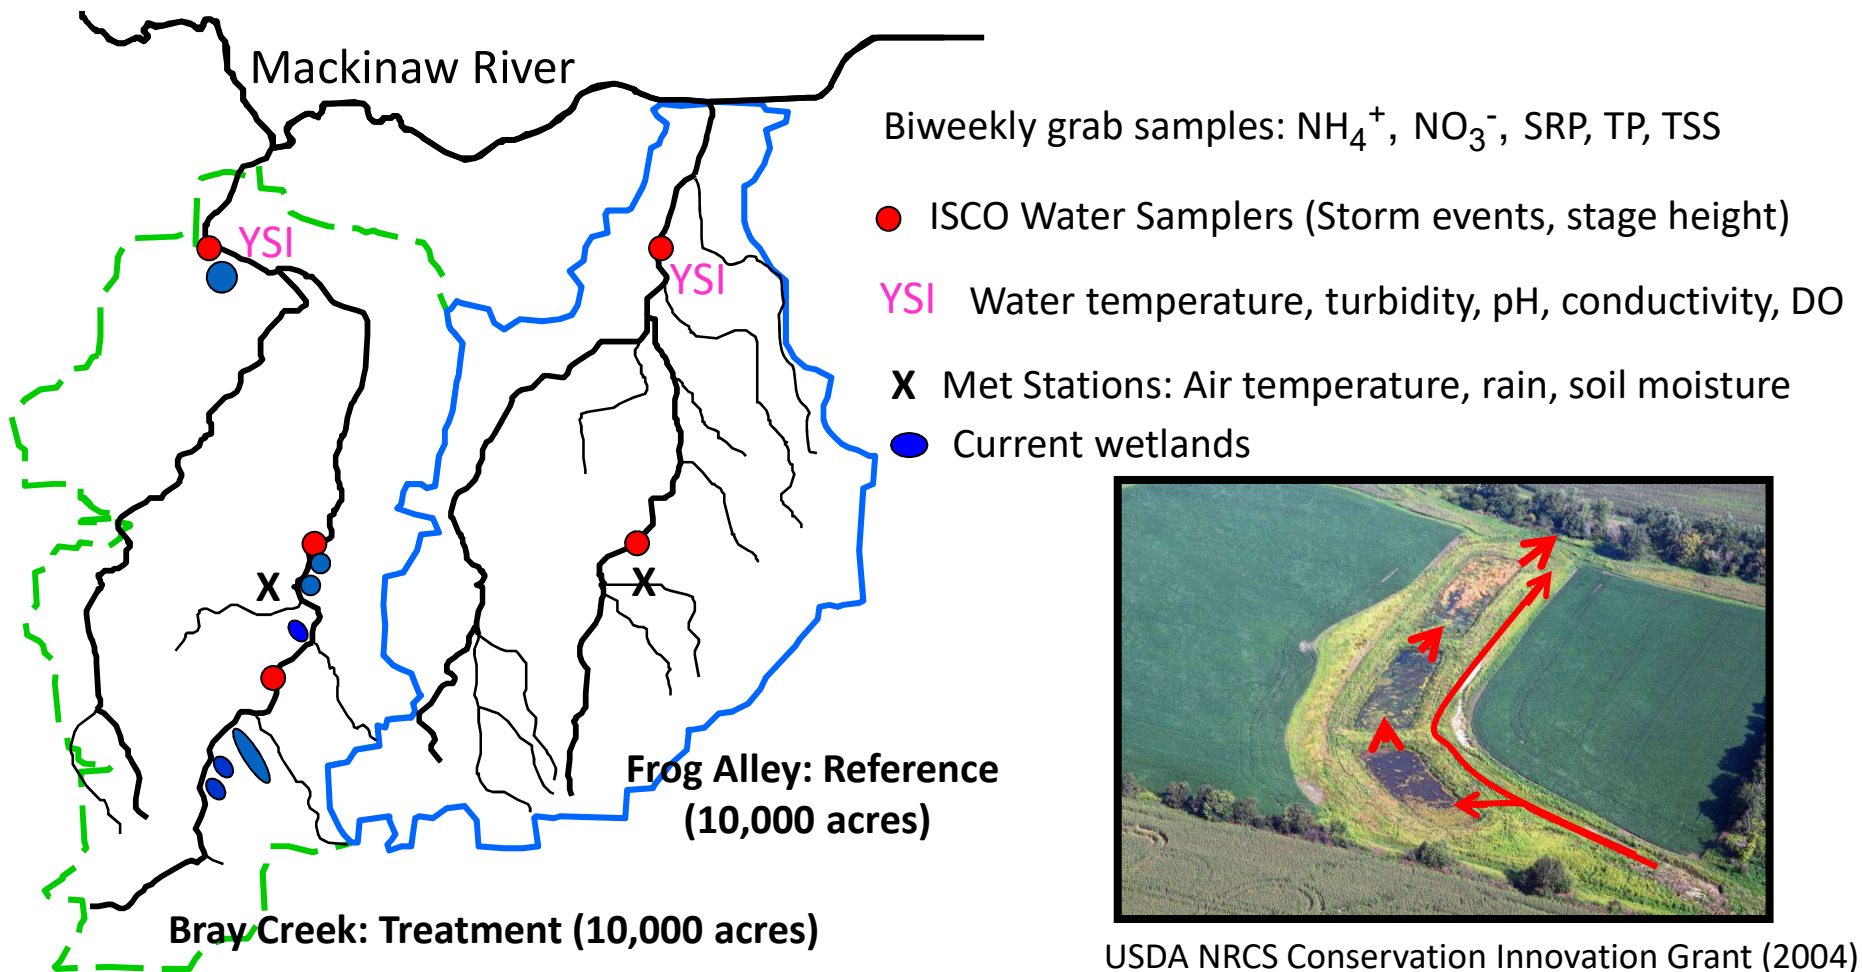 Mackinaw River
Biweekly grab samples: NH₄⁺, NO₃⁻, SRP, TP, TSS
ISCO Water Samplers (Storm events, stage height)
YSI
YSI
YSI Water temperature, turbidity, pH, conductivity, DO
X Met Stations: Air temperature, rain, soil moisture
Current wetlands
X
X
Frog Alley: Reference
(10,000 acres)
Bray Creek: Treatment (10,000 acres)
USDA NRCS Conservation Innovation Grant (2004)